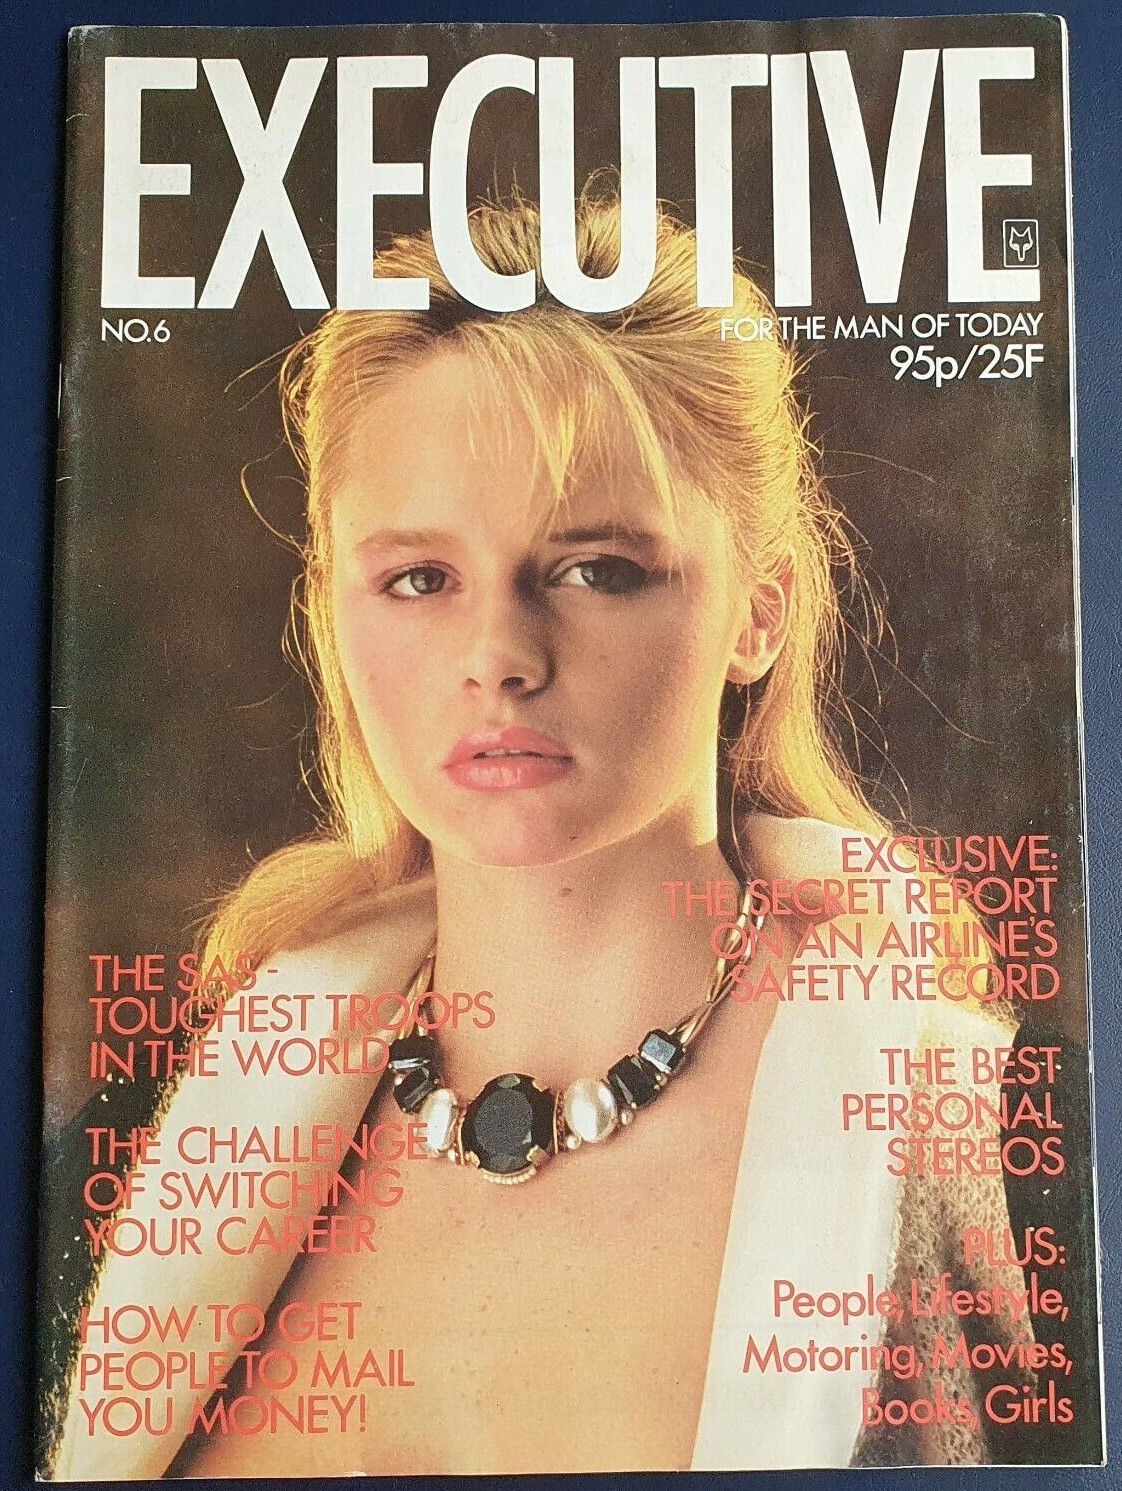 EXECUTIVE
NO.6
FOR THE MAN OF TODAY
95p/25F
EXCLUSIVE:
THE SECRET REPORT
ON AN AIRLINE'S
SAFETY RECORD
THE BEST
PERSONAL
STEREOS
PLUS:
People, Lifestyle,
Motoring, Movies,
Books, Girls
THE SAS -
TOUGHEST TROOPS
IN THE WORLD
THE CHALLENGE
OF SWITCHING
YOUR CAREER
HOW TO GET
PEOPLE TO MAIL
YOU MONEY!